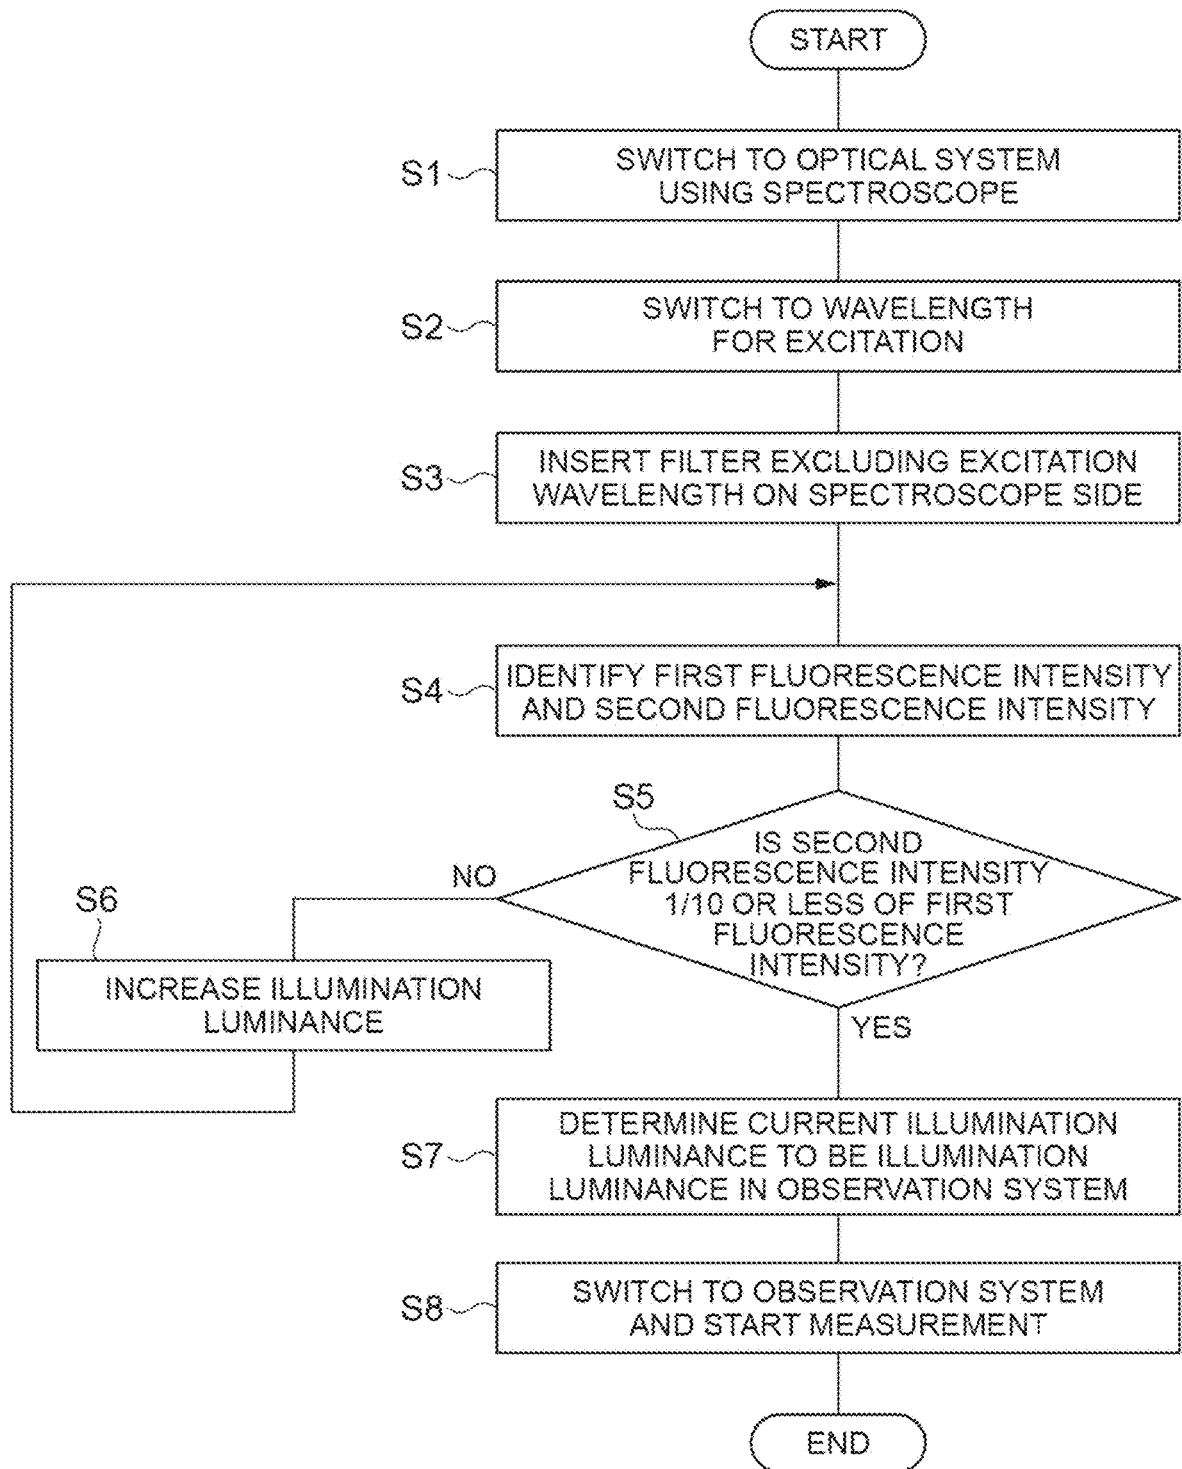 START
S1
SWITCH TO OPTICAL SYSTEM
USING SPECTROSCOPE
S2
SWITCH TO WAVELENGTH
FOR EXCITATION
S3
INSERT FILTER EXCLUDING EXCITATION
WAVELENGTH ON SPECTROSCOPE SIDE
S4
IDENTIFY FIRST FLUORESCENCE INTENSITY
AND SECOND FLUORESCENCE INTENSITY
S5
IS SECOND
FLUORESCENCE INTENSITY
1/10 OR LESS OF FIRST
FLUORESCENCE
INTENSITY?
NO
S6
INCREASE ILLUMINATION
LUMINANCE
YES
S7
DETERMINE CURRENT ILLUMINATION
LUMINANCE TO BE ILLUMINATION
LUMINANCE IN OBSERVATION SYSTEM
S8
SWITCH TO OBSERVATION SYSTEM
AND START MEASUREMENT
END